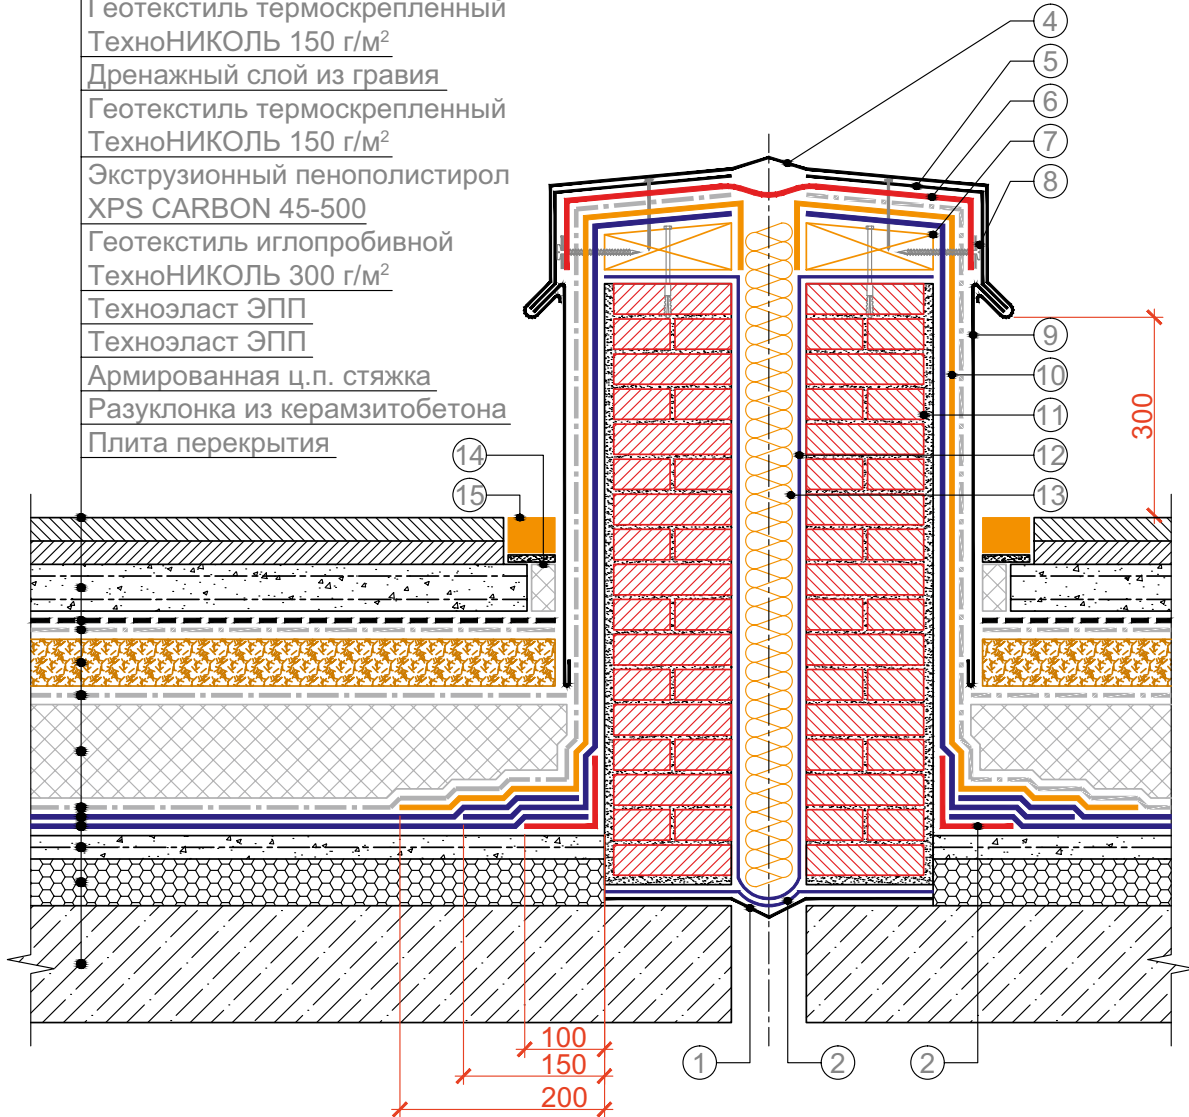 Геотекстиль термоскрепленный
ТехноНИКОЛЬ 150 г/м²
Дренажный слой из гравия
Геотекстиль термоскрепленный
ТехноНИКОЛЬ 150 г/м²
Экструзионный пенополистирол
XPS CARBON 45-500
Геотекстиль иглопробивной
ТехноНИКОЛЬ 300 г/м²
Техноэласт ЭПП
Техноэласт ЭПП
Армированная ц.п. стяжка
Разуклонка из керамзитобетона
Плита перекрытия
4
5
6
7
8
9
10
11
12
13
14
15
300
100
150
200
1
2
2